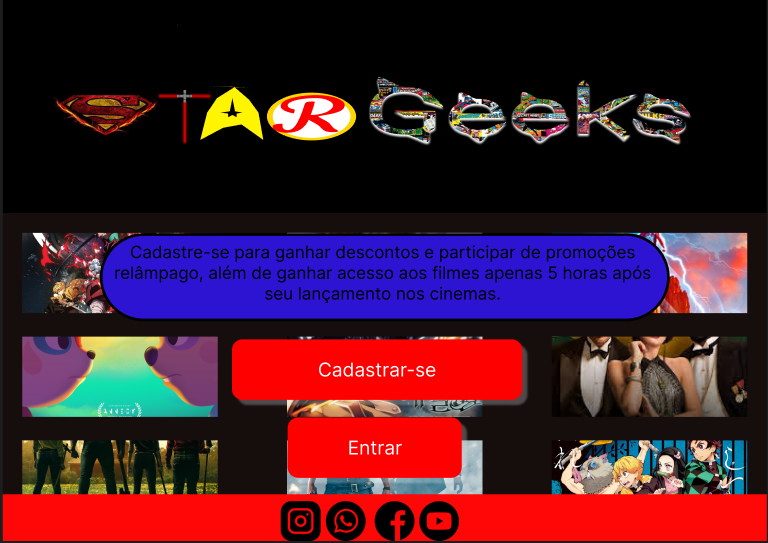 STAR Geeks
Cadastre-se para ganhar descontos e participar de promoções
relâmpago, além de ganhar acesso aos filmes apenas 5 horas após
seu lançamento nos cinemas.
Cadastrar-se
ANNECY
Entrar